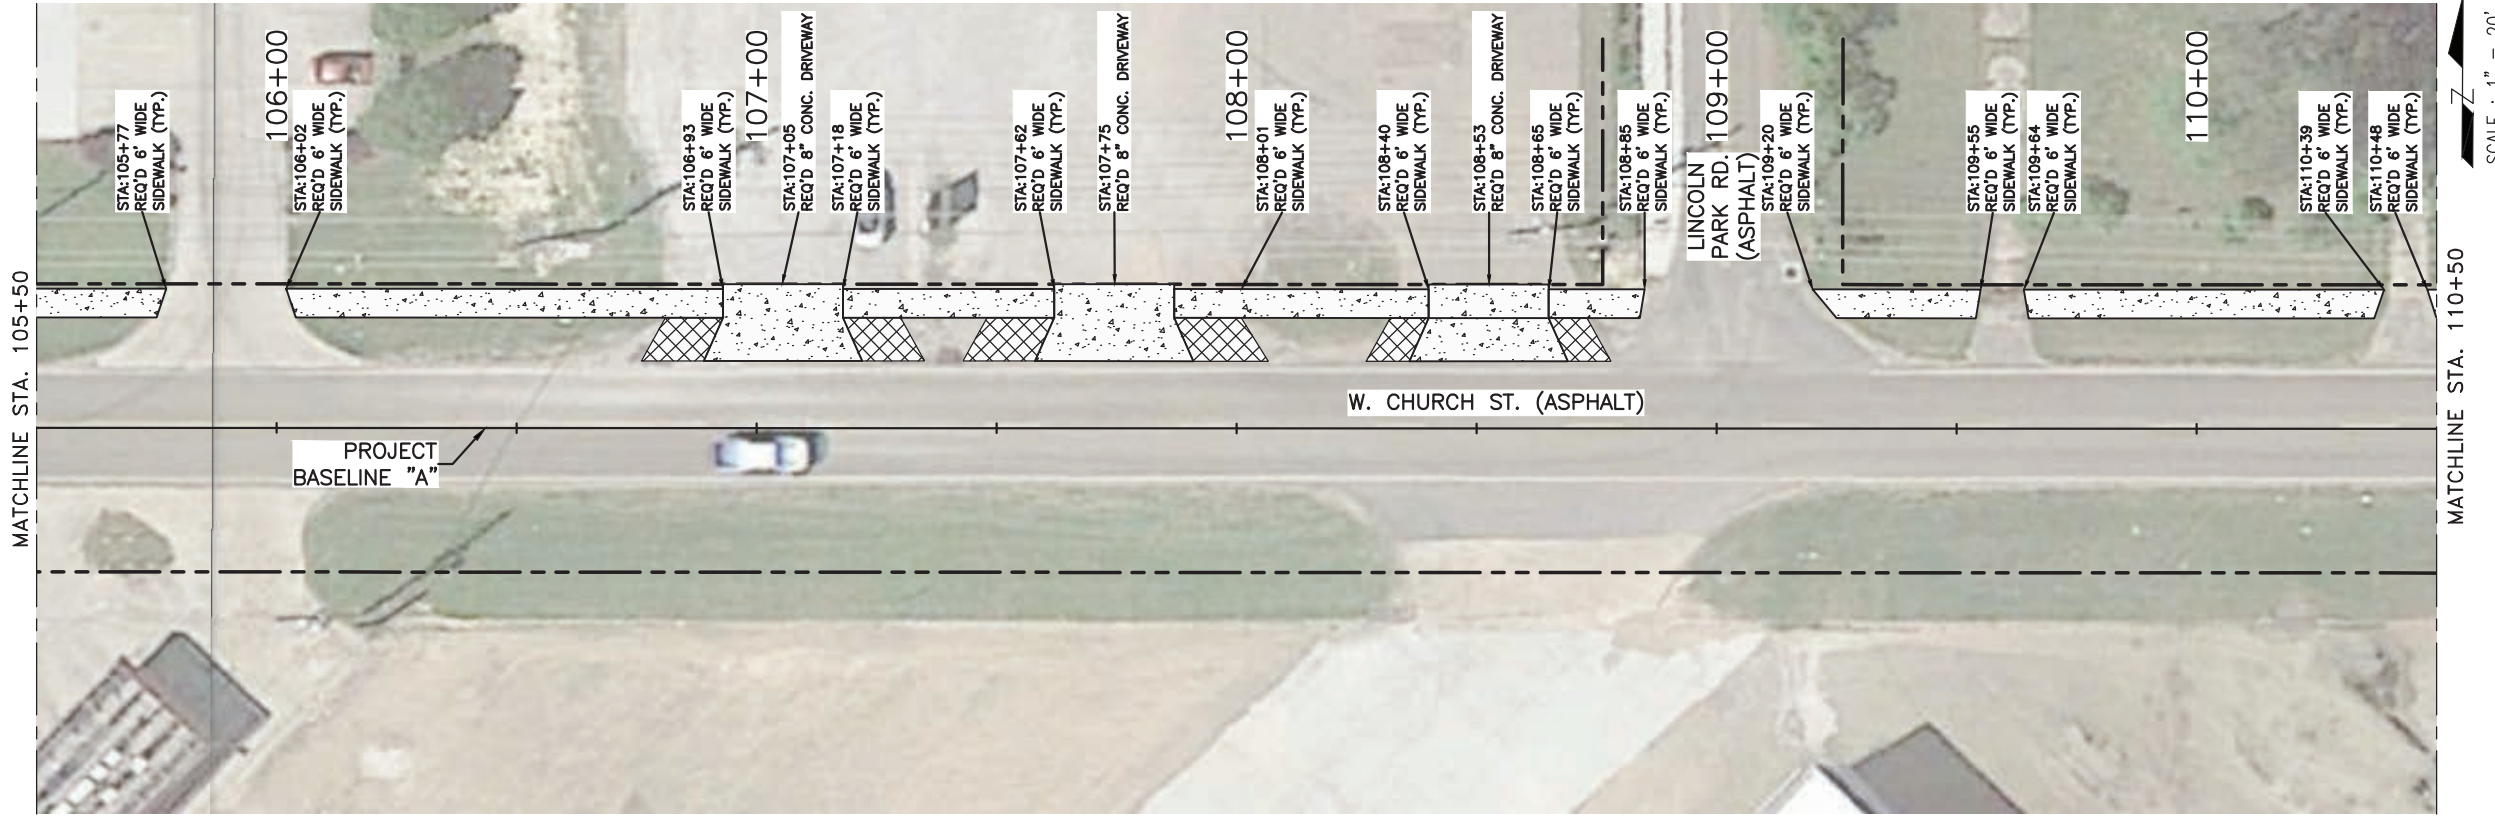 MATCHLINE STA. 105+50
STA:105+77
REQ'D 6' WIDE
SIDEWALK (TYP.)
106+00
STA:106+02
REQ'D 6' WIDE
SIDEWALK (TYP.)
STA:106+93
REQ'D 6' WIDE
SIDEWALK (TYP.)
107+00
STA:107+05
REQ'D 8" CONC. DRIVEWAY
STA:107+18
REQ'D 6' WIDE
SIDEWALK (TYP.)
STA:107+62
REQ'D 6' WIDE
SIDEWALK (TYP.)
STA:107+75
REQ'D 8" CONC. DRIVEWAY
108+00
STA:108+01
REQ'D 6' WIDE
SIDEWALK (TYP.)
STA:108+40
REQ'D 6' WIDE
SIDEWALK (TYP.)
STA:108+53
REQ'D 8" CONC. DRIVEWAY
STA:108+65
REQ'D 6' WIDE
SIDEWALK (TYP.)
STA:108+85
REQ'D 6' WIDE
SIDEWALK (TYP.)
LINCOLN
PARK RD.
(ASPHALT)
109+00
STA:109+20
REQ'D 6' WIDE
SIDEWALK (TYP.)
STA:109+55
REQ'D 6' WIDE
SIDEWALK (TYP.)
STA:109+64
REQ'D 6' WIDE
SIDEWALK (TYP.)
110+00
STA:110+39
REQ'D 6' WIDE
SIDEWALK (TYP.)
STA:110+48
REQ'D 6' WIDE
SIDEWALK (TYP.)
MATCHLINE STA. 110+50
Z
SCALE : 1" = 20'
W. CHURCH ST. (ASPHALT)
PROJECT
BASELINE "A"